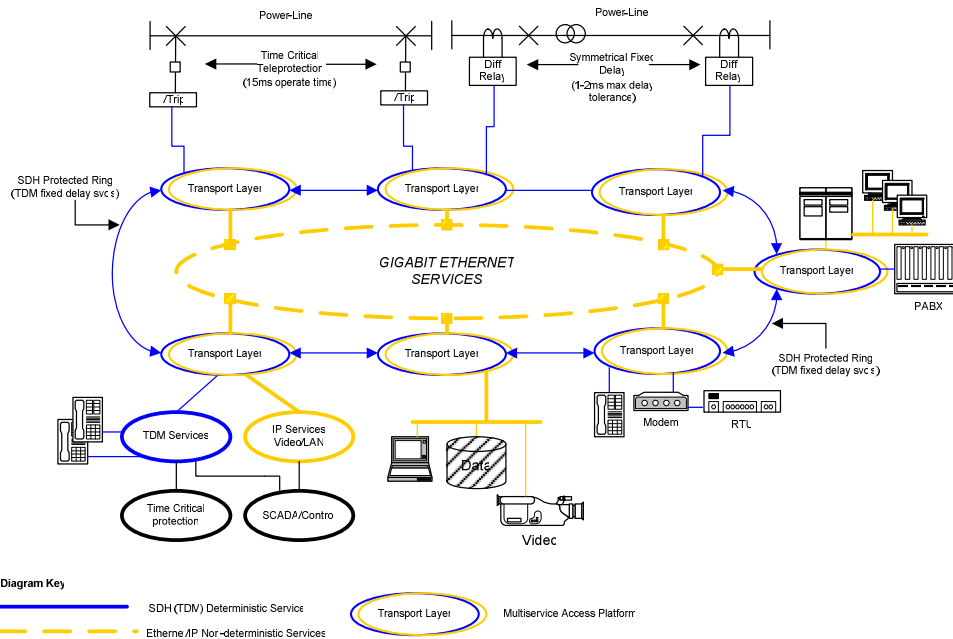 Power-Line
Power-Line
Time Critical
Teleprotection
(15ms operate time)
Symmetrical Fixed
Delay
(1-2ms max delay
tolerance)
Diff
Relay
Diff
Relay
/Trip
/Trip
SDH Protected Ring
(TDM fixed delay svcs)
Transport Layer
Transport Layer
Transport Layer
GIGABIT ETHERNET
SERVICES
Transport Layer
PABX
Transport Layer
Transport Layer
Transport Layer
SDH Protected Ring
(TDM fixed delay svcs)
Modem
RTU
TDM Services
IP Services
Video/LAN
Data
Time Critical
protection
SCADA/Contro
Video
Diagram Key
SDH (TDM) Deterministic Service
Transport Layer
Multiservice Access Platform
Ethernet/IP Non-deterministic Services